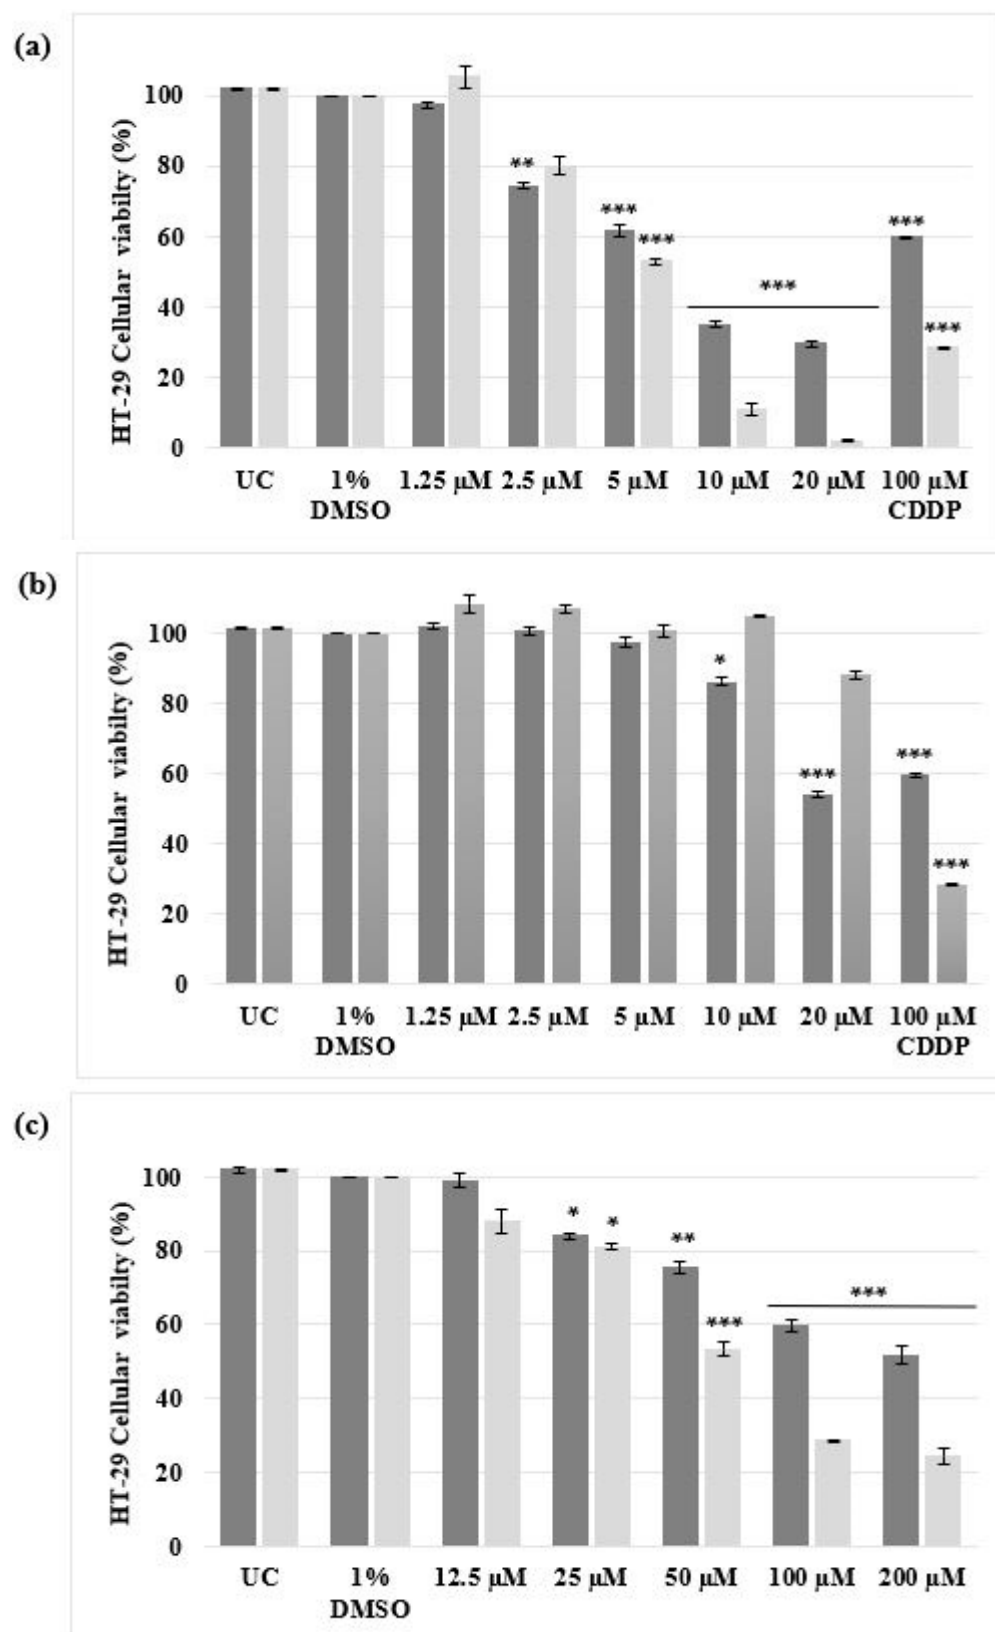 (a)
HT-29 Cellular viabilty (%)
100
80
60
40
20
0
**
***
***
***
***
***
UC
1%
DMSO
1.25 µM
2.5 µM
5 µM
10 µM
20 µM
100 µM
CDDP
(b)
HT-29 Cellular viabilty (%)
100
80
60
40
20
0
*
***
***
***
UC
1%
DMSO
1.25 µM
2.5 µM
5 µM
10 µM
20 µM
100 µM
CDDP
(c)
HT-29 Cellular viabilty (%)
100
80
60
40
20
0
*
*
**
***
***
UC
1%
DMSO
12.5 µM
25 µM
50 µM
100 µM
200 µM